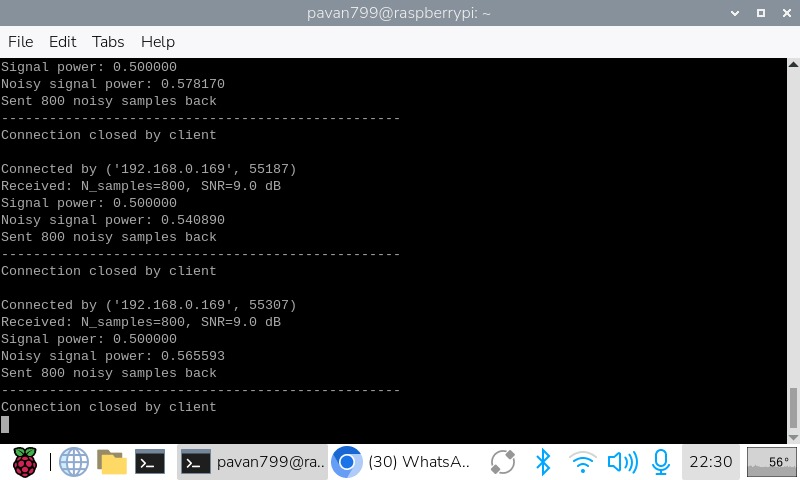 pavan799@raspberrypi: ~
File Edit Tabs Help
Signal power: 0.500000
Noisy signal power: 0.578170
Sent 800 noisy samples back
--------------------------------------------------
Connection closed by client
Connected by ('192.168.0.169', 55187)
Received: N_samples=800, SNR=9.0 dB
Signal power: 0.500000
Noisy signal power: 0.540890
Sent 800 noisy samples back
--------------------------------------------------
Connection closed by client
Connected by ('192.168.0.169', 55307)
Received: N_samples=800, SNR=9.0 dB
Signal power: 0.500000
Noisy signal power: 0.565593
Sent 800 noisy samples back
--------------------------------------------------
Connection closed by client
pavan799@ra.. (30) WhatsA.. 22:30 56°